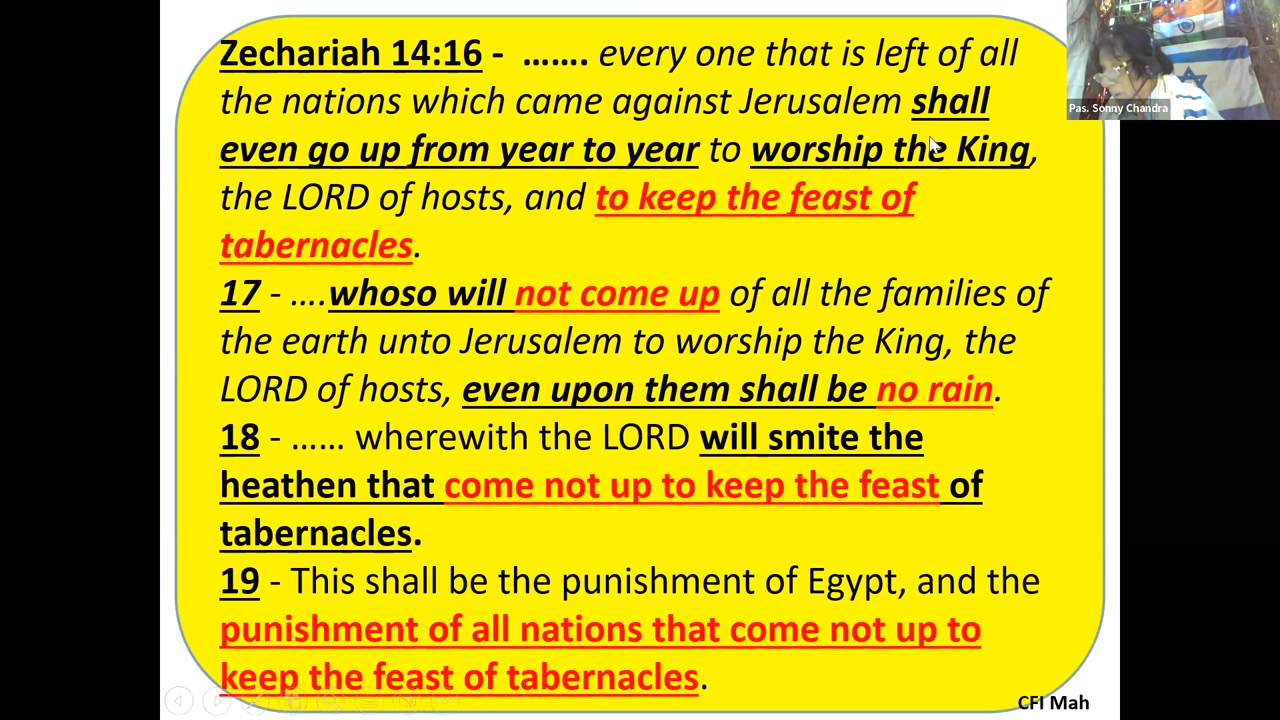 Zechariah 14:16 - ....... every one that is left of all
the nations which came against Jerusalem shall
even go up from year to year to worship the King,
the LORD of hosts, and to keep the feast of
tabernacles.
17 - ....whoso will not come up of all the families of
the earth unto Jerusalem to worship the King, the
LORD of hosts, even upon them shall be no rain.
18 - ...... wherewith the LORD will smite the
heathen that come not up to keep the feast of
tabernacles.
19 - This shall be the punishment of Egypt, and the
punishment of all nations that come not up to
keep the feast of tabernacles.
CFI Mah
Pas. Sonny Chandra